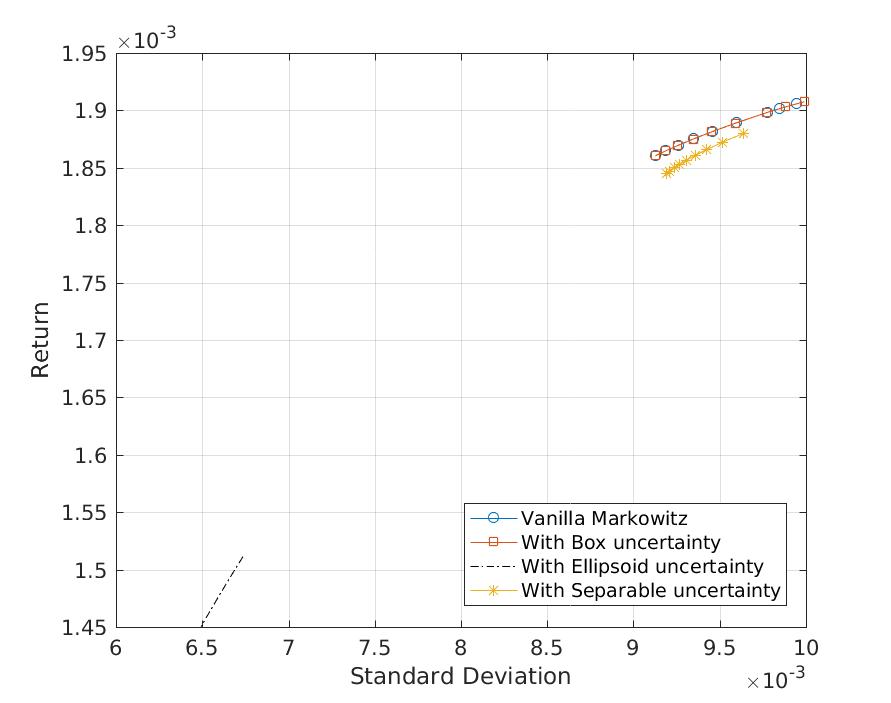 ×10-3
1.95
1.9
1.85
1.8
1.75
1.7
1.65
1.6
1.55
1.5
1.45
Return
Vanilla Markowitz
With Box uncertainty
With Ellipsoid uncertainty
With Separable uncertainty
6 6.5 7 7.5 8 8.5 9 9.5 10
Standard Deviation
×10-3